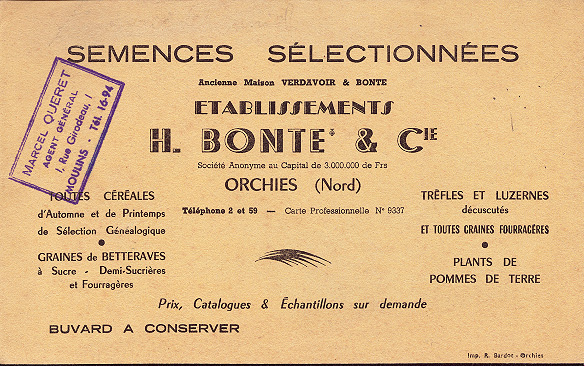 SEMENCES SÉLECTIONNÉES
Ancienne Maison VERDAVOIR & BONTE
ETABLISSEMENTS
H. BONTE & CIE
Société Anonyme au Capital de 3.000.000 de Frs
ORCHIES (Nord)
Téléphone 2 et 59 — Carte Professionnelle N° 9337
MARCEL QUERET
AGENT GÉNÉRAL
1, Rue Girodeau, 1
MOULINS - Tél. 16-94
TOUTES CÉRÉALES
d'Automne et de Printemps
de Sélection Généalogique
GRAINES de BETTERAVES
à Sucre - Demi-Sucrières
et Fourragères
TRÈFLES ET LUZERNES
décuscutés
ET TOUTES GRAINES FOURRAGÈRES
PLANTS DE
POMMES DE TERRE
Prix, Catalogues & Échantillons sur demande
BUVARD A CONSERVER
Imp. R. Bardoc - Orchies